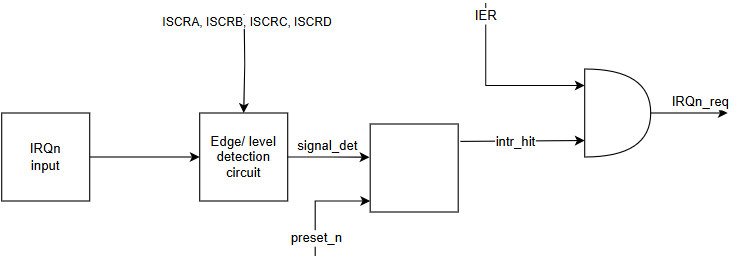 ISCRA, ISCRB, ISCRC, ISCRD
IER
IRQn_req
IRQn
input
Edge/ level
detection
circuit
signal_det
intr_hit
preset_n